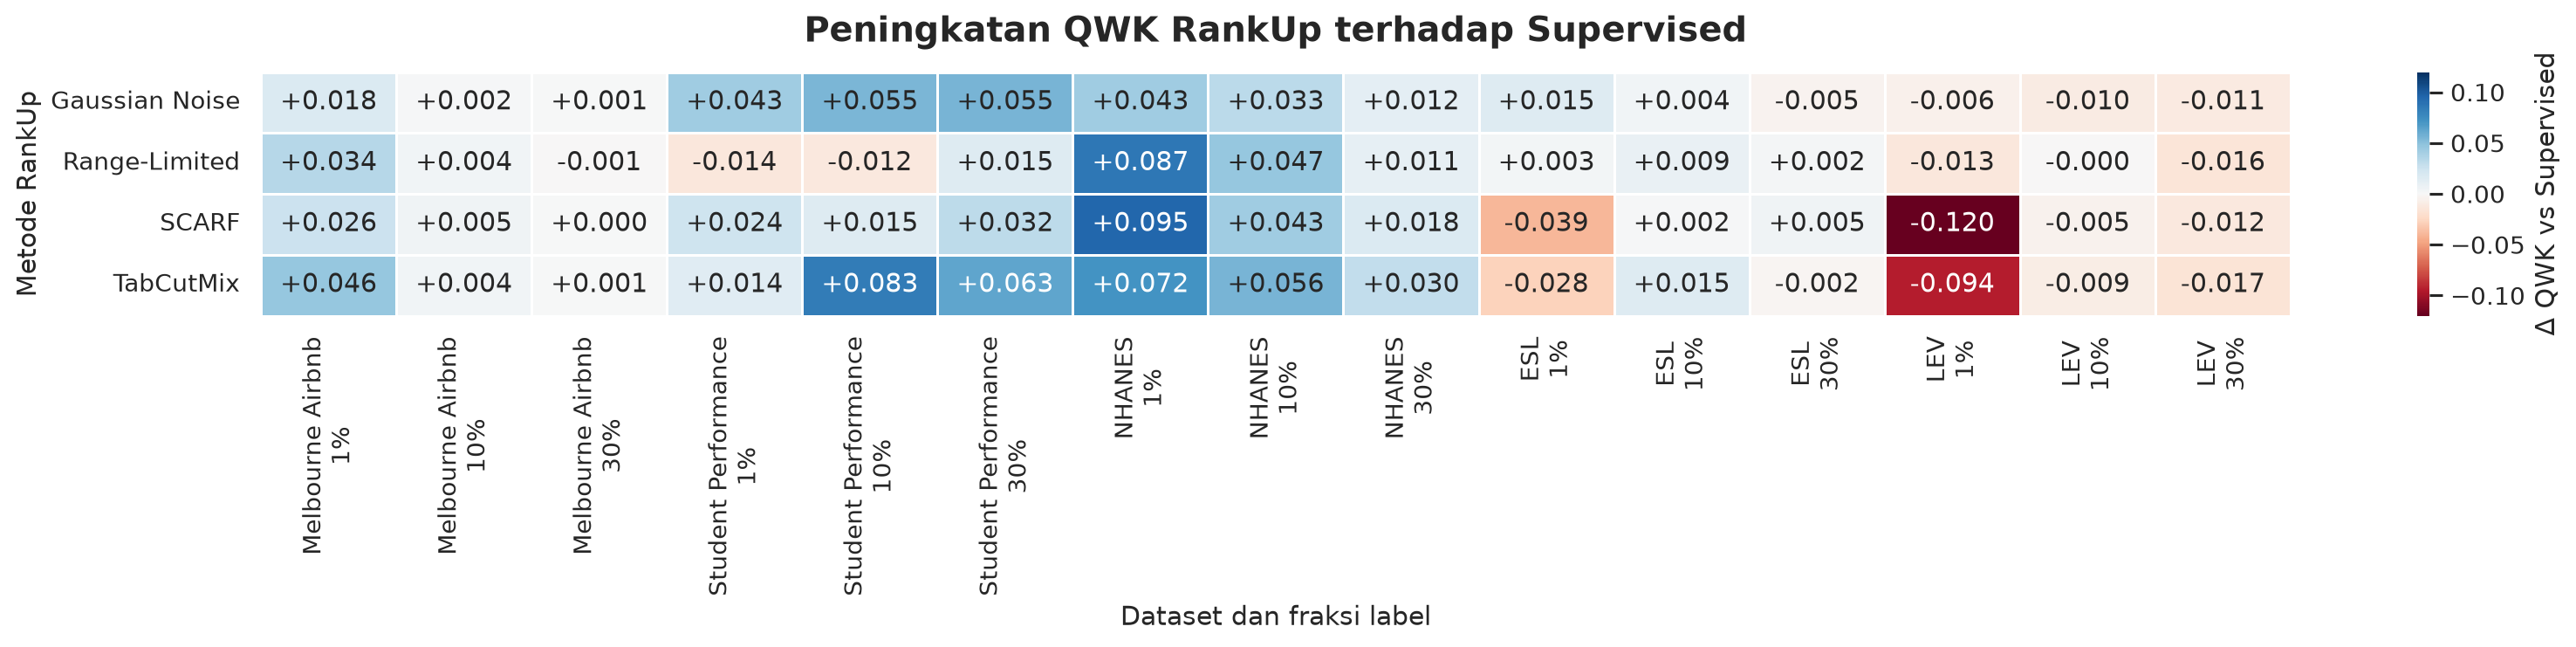 Peningkatan QWK RankUp terhadap Supervised
Metode RankUp
Gaussian Noise +0.018 +0.002 +0.001 +0.043 +0.055 +0.055 +0.043 +0.033 +0.012 +0.015 +0.004 -0.005 -0.006 -0.010 -0.011
Range-Limited +0.034 +0.004 -0.001 -0.014 -0.012 +0.015 +0.087 +0.047 +0.011 +0.003 +0.009 +0.002 -0.013 -0.000 -0.016
SCARF +0.026 +0.005 +0.000 +0.024 +0.015 +0.032 +0.095 +0.043 +0.018 -0.039 +0.002 +0.005 -0.120 -0.005 -0.012
TabCutMix +0.046 +0.004 +0.001 +0.014 +0.083 +0.063 +0.072 +0.056 +0.030 -0.028 +0.015 -0.002 -0.094 -0.009 -0.017
Melbourne Airbnb
1%
Melbourne Airbnb
10%
Melbourne Airbnb
30%
Student Performance
1%
Student Performance
10%
Student Performance
30%
NHANES
1%
NHANES
10%
NHANES
30%
ESL
1%
ESL
10%
ESL
30%
LEV
1%
LEV
10%
LEV
30%
Dataset dan fraksi label
0.10
0.05
0.00
−0.05
−0.10
Δ QWK vs Supervised